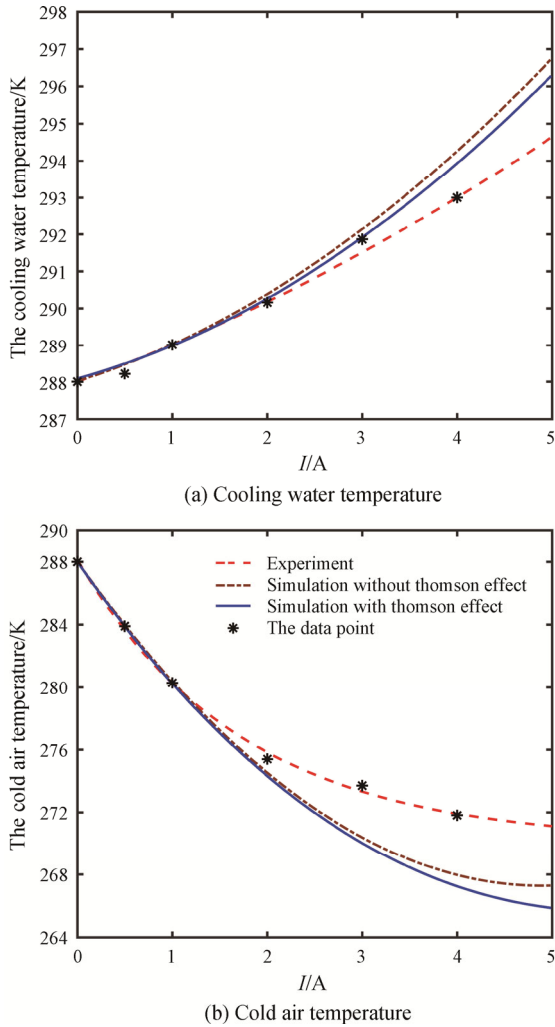 298
297
296
295
294
293
292
291
290
289
288
287
The cooling water temperature/K
0 1 2 3 4 5
I/A
(a) Cooling water temperature
290
288
284
280
276
272
268
264
The cold air temperature/K
Experiment
Simulation without thomson effect
Simulation with thomson effect
The data point
0 1 2 3 4 5
I/A
(b) Cold air temperature